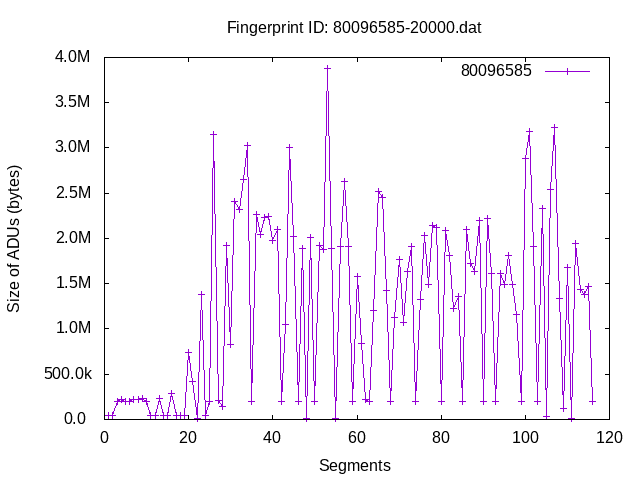 Fingerprint ID: 80096585-20000.dat
80096585
Size of ADUs (bytes)
4.0M
3.5M
3.0M
2.5M
2.0M
1.5M
1.0M
500.0k
0.0
0 20 40 60 80 100 120
Segments